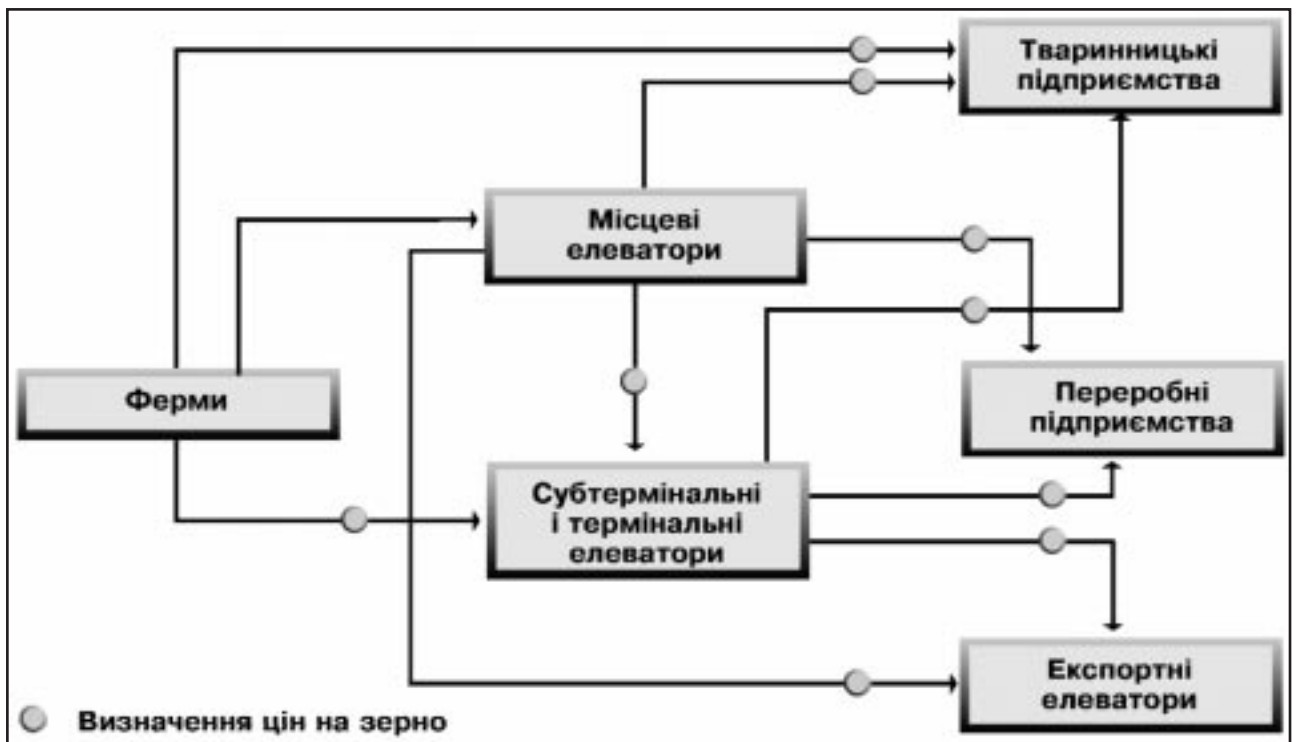 Тваринницькі
підприємства
Місцеві
елеватори
Ферми
Переробні
підприємства
Субтермінальні
і термінальні
елеватори
Експортні
елеватори
Визначення цін на зерно